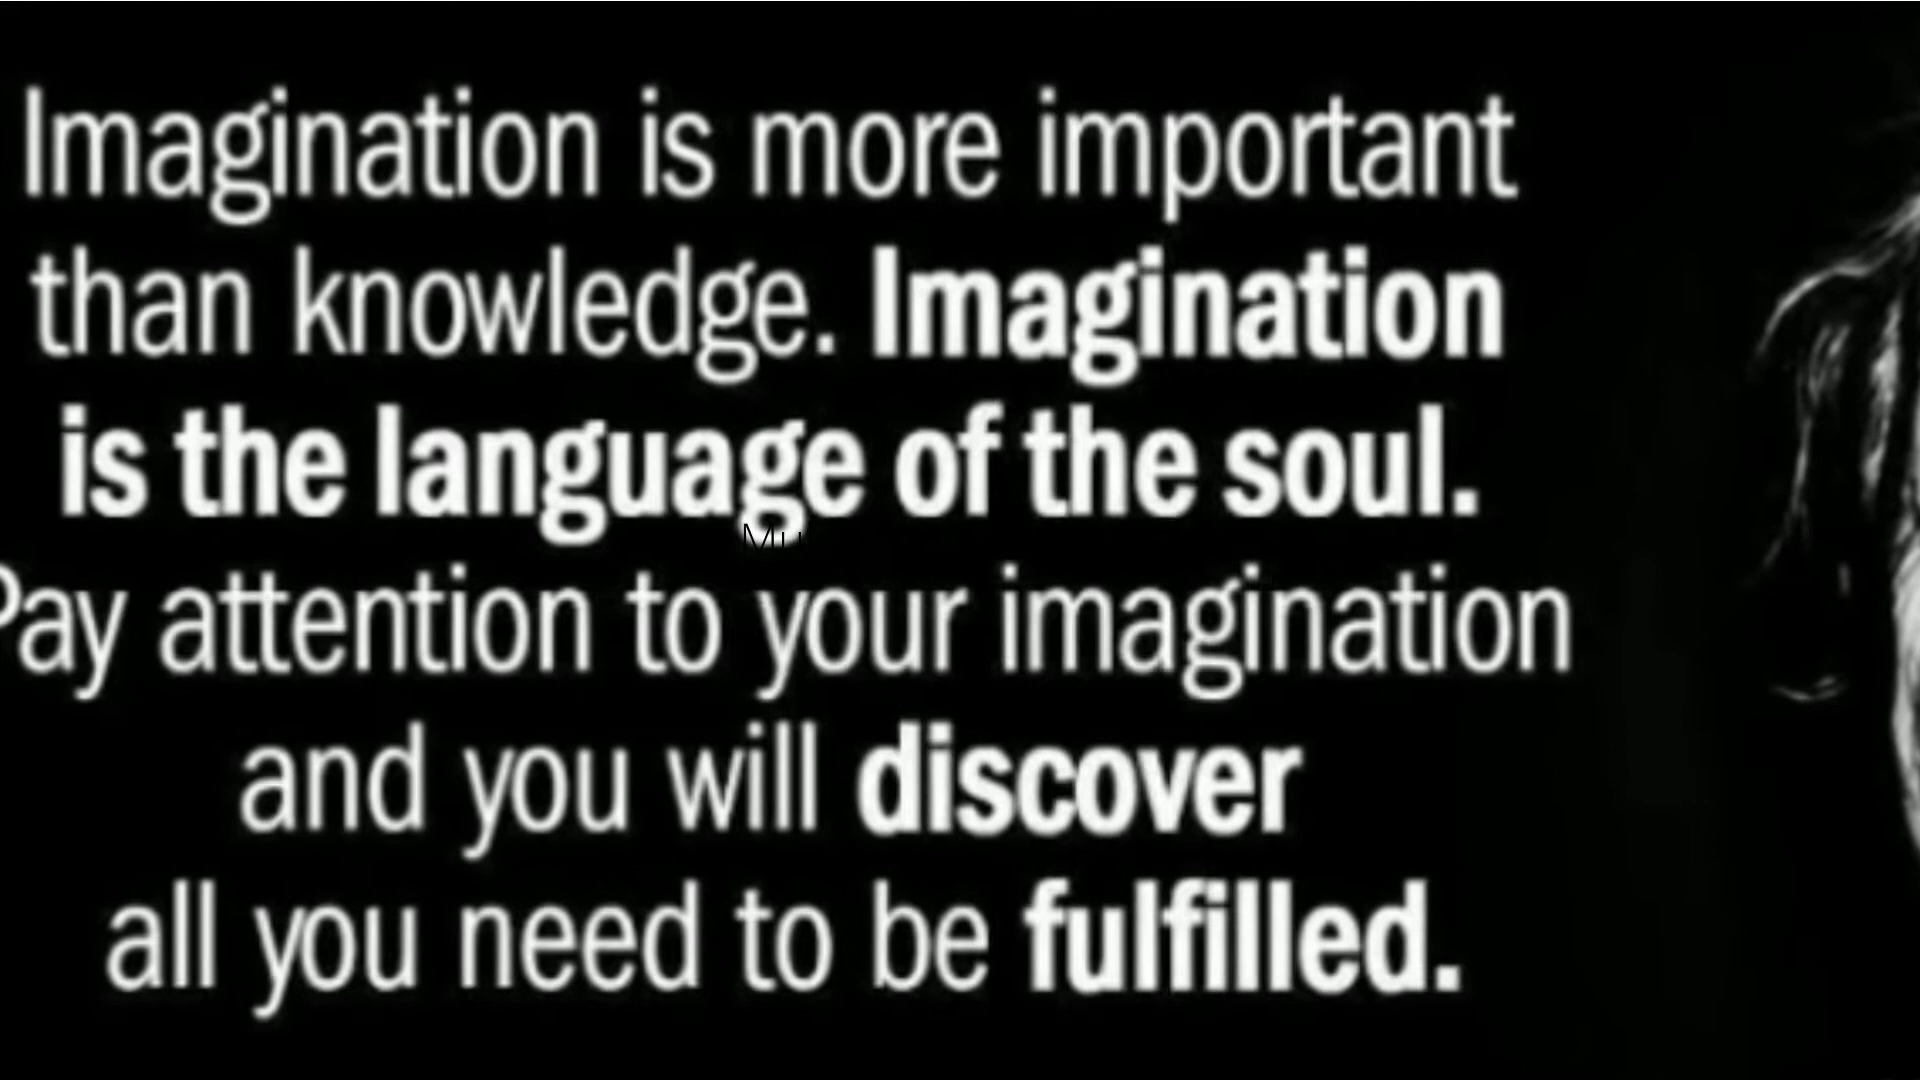 Imagination is more important
than knowledge. Imagination
is the language of the soul.
Pay attention to your imagination
and you will discover
all you need to be fulfilled.